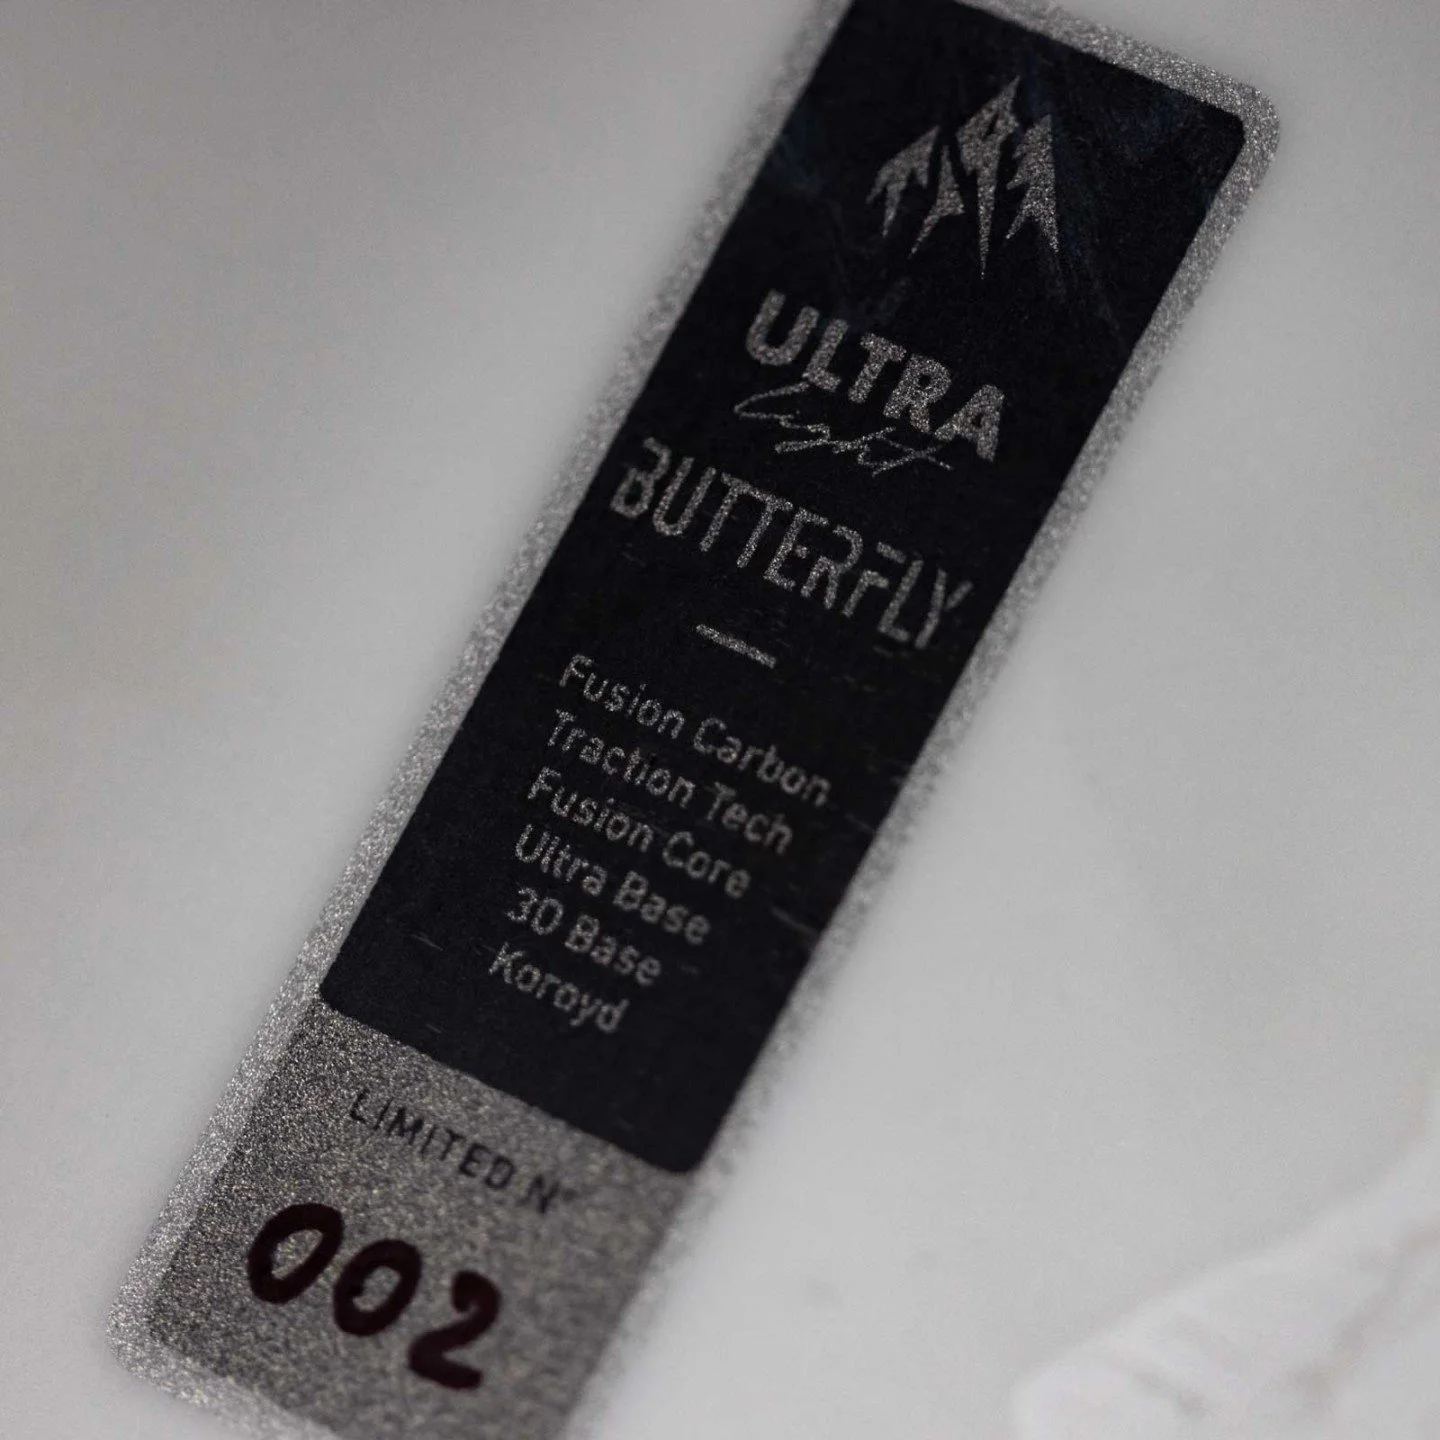 ULTRA
light
BUTTERFLY
Fusion Carbon
Traction Tech
Fusion Core
Ultra Base
3D Base
Koroyd
LIMITED N°
002